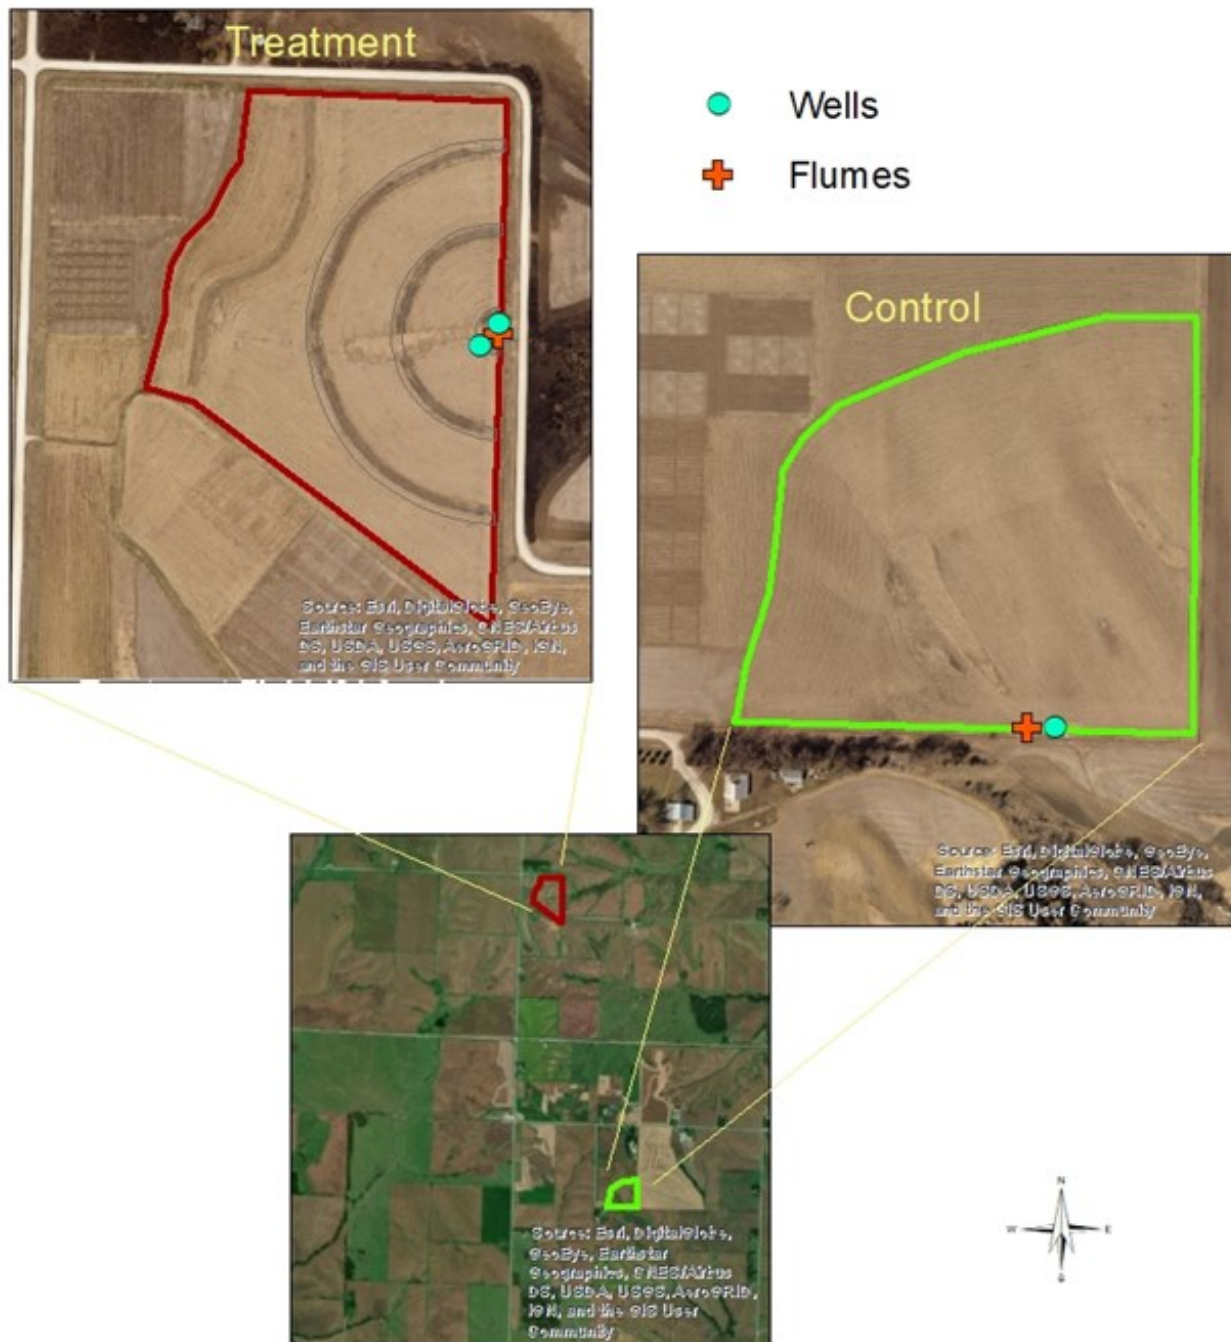 Treatment
Wells
Flumes
Control
Source: Esri, DigitalGlobe, GeoEye,
Earthstar Geographics, CNES/Airbus
DS, USDA, USGS, AeroGRID, IGN,
and the GIS User Community
Source: Esri, DigitalGlobe, GeoEye,
Earthstar Geographics, CNES/Airbus
DS, USDA, USGS, AeroGRID, IGN,
and the GIS User Community
Source: Esri, DigitalGlobe,
GeoEye, Earthstar
Geographics, CNES/Airbus
DS, USDA, USGS, AeroGRID,
IGN, and the GIS User
Community
N
W E
S